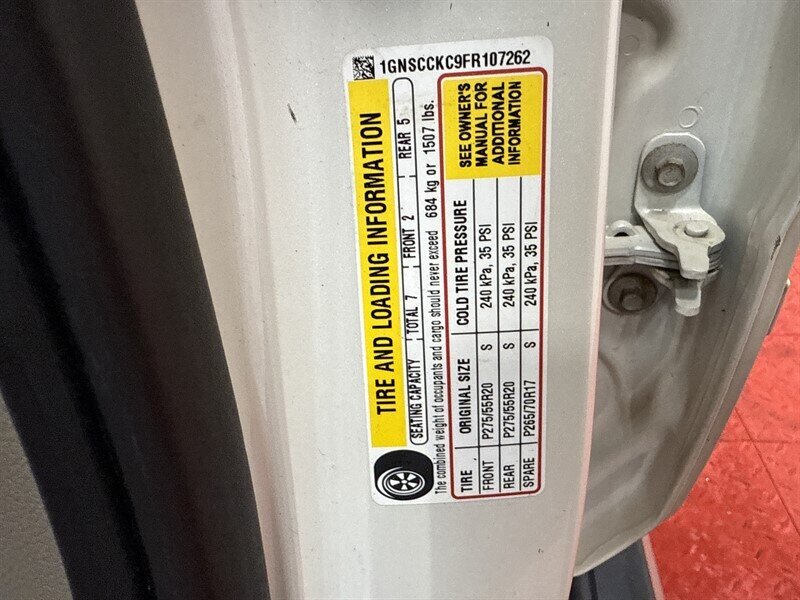 1GNSCCKC9FR107262
TIRE AND LOADING INFORMATION
SEATING CAPACITY TOTAL 7 FRONT 2 REAR 5
The combined weight of occupants and cargo should never exceed 684 kg or 1507 lbs.
TIRE ORIGINAL SIZE COLD TIRE PRESSURE
FRONT P275/55R20 S 240 kPa, 35 PSI
REAR P275/55R20 S 240 kPa, 35 PSI
SPARE P265/70R17 S 240 kPa, 35 PSI
SEE OWNER'S
MANUAL FOR
ADDITIONAL
INFORMATION